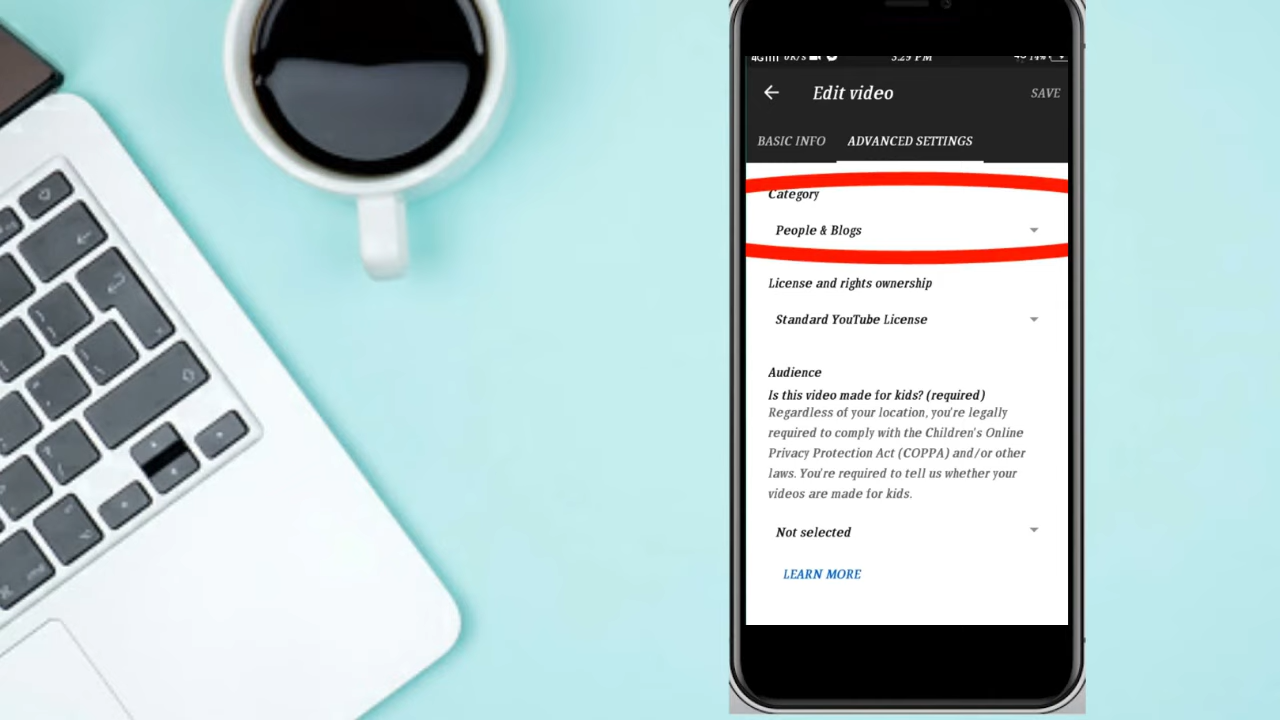 3:29 PM
Edit video
SAVE
BASIC INFO
ADVANCED SETTINGS
Category
People & Blogs
License and rights ownership
Standard YouTube License
Audience
Is this video made for kids? (required)
Regardless of your location, you're legally
required to comply with the Children's Online
Privacy Protection Act (COPPA) and/or other
laws. You're required to tell us whether your
videos are made for kids.
Not selected
LEARN MORE